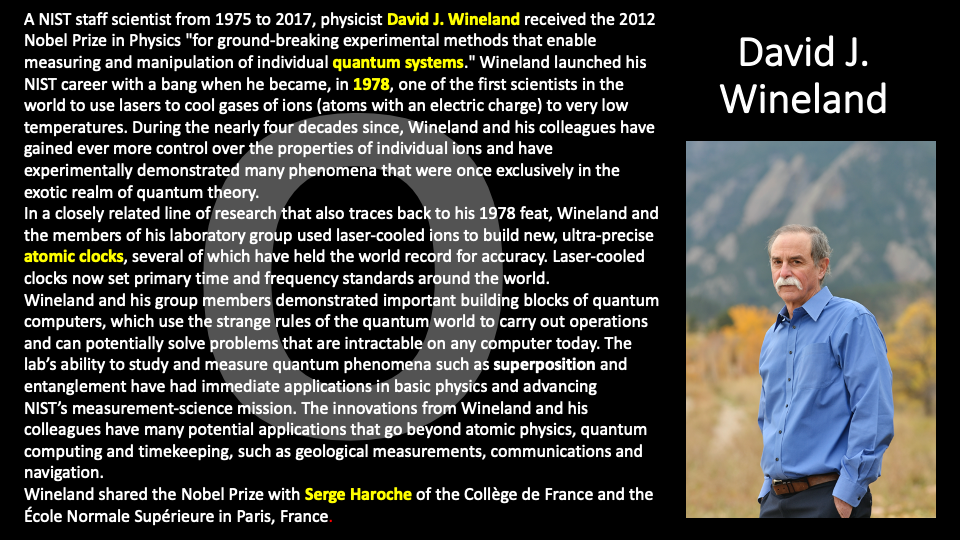 A NIST staff scientist from 1975 to 2017, physicist David J. Wineland received the 2012
Nobel Prize in Physics "for ground-breaking experimental methods that enable
measuring and manipulation of individual quantum systems." Wineland launched his
NIST career with a bang when he became, in 1978, one of the first scientists in the
world to use lasers to cool gases of ions (atoms with an electric charge) to very low
temperatures. During the nearly four decades since, Wineland and his colleagues have
gained ever more control over the properties of individual ions and have
experimentally demonstrated many phenomena that were once exclusively in the
exotic realm of quantum theory.
In a closely related line of research that also traces back to his 1978 feat, Wineland and
the members of his laboratory group used laser-cooled ions to build new, ultra-precise
atomic clocks, several of which have held the world record for accuracy. Laser-cooled
clocks now set primary time and frequency standards around the world.
Wineland and his group members demonstrated important building blocks of quantum
computers, which use the strange rules of the quantum world to carry out operations
and can potentially solve problems that are intractable on any computer today. The
lab’s ability to study and measure quantum phenomena such as superposition and
entanglement have had immediate applications in basic physics and advancing
NIST’s measurement-science mission. The innovations from Wineland and his
colleagues have many potential applications that go beyond atomic physics, quantum
computing and timekeeping, such as geological measurements, communications and
navigation.
Wineland shared the Nobel Prize with Serge Haroche of the Collège de France and the
École Normale Supérieure in Paris, France.
O
David J.
Wineland